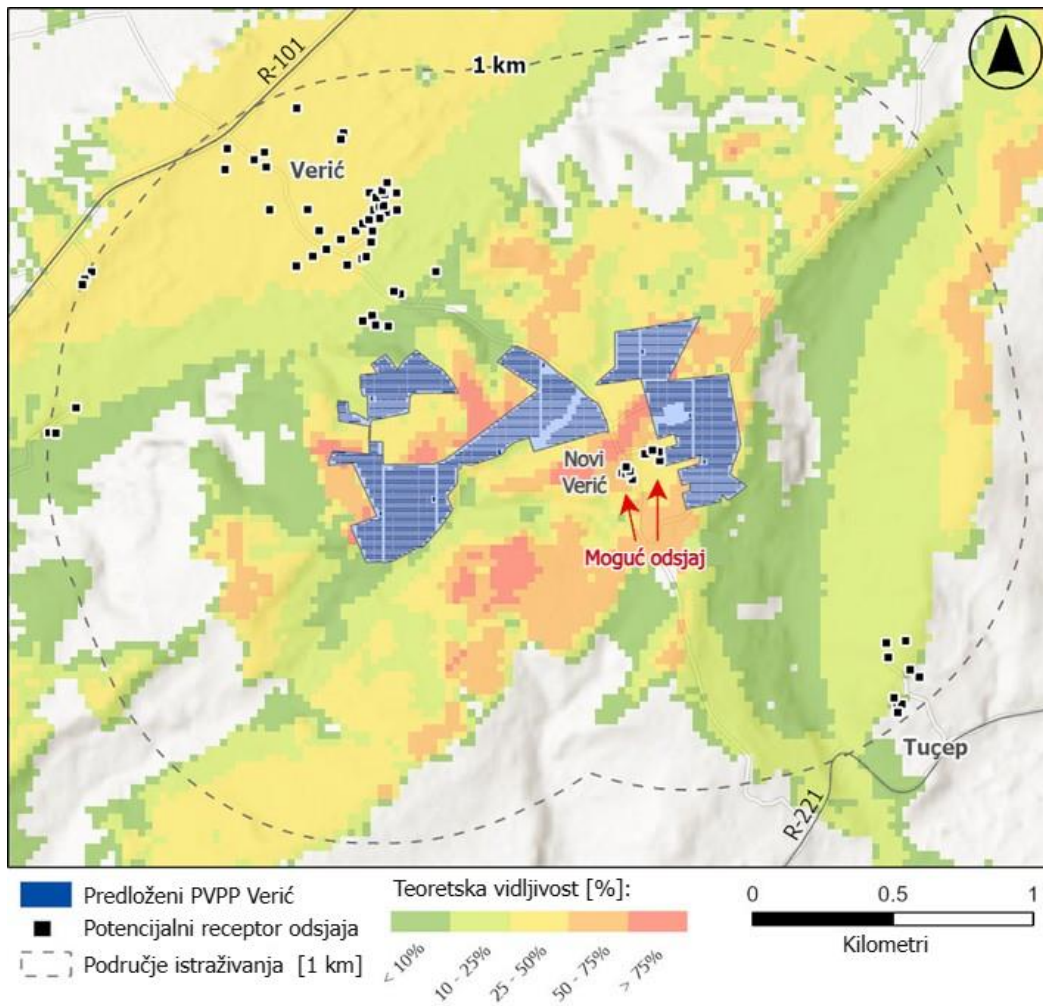 1 km
R-101
Verić
Novi
Verić
Moguć odsjaj
Tuçep
R-221
Predloženi PVPP Verić
Potencijalni receptor odsjaja
Područje istraživanja [1 km]
Teoretska vidljivost [%]:
< 10%
10 - 25%
25 - 50%
50 - 75%
> 75%
0 0.5 1
Kilometri